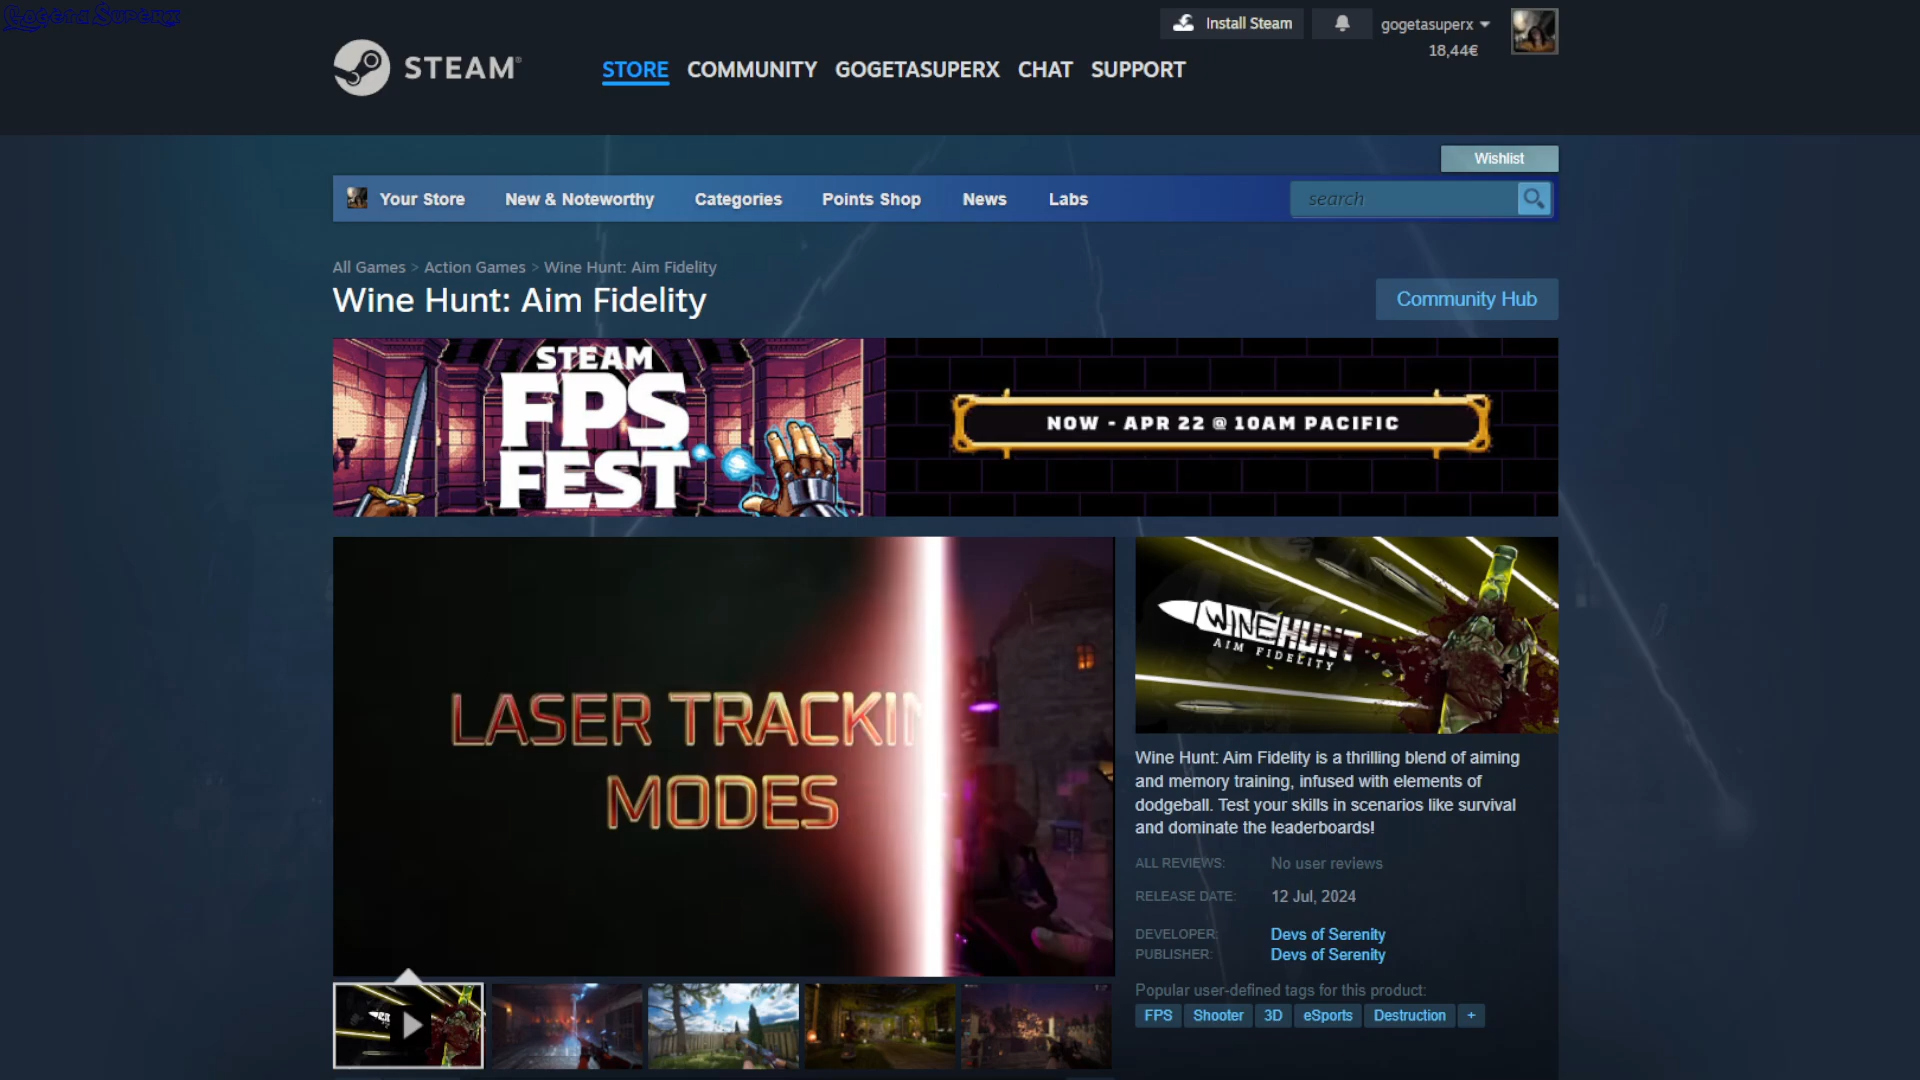 Gogeta Superx
Install Steam
gogetasuperx
18,44€
STEAM®
STORE COMMUNITY GOGETASUPERX CHAT SUPPORT
Wishlist
Your Store New & Noteworthy Categories Points Shop News Labs search
All Games > Action Games > Wine Hunt: Aim Fidelity
Wine Hunt: Aim Fidelity
Community Hub
STEAM
FPS
FEST
NOW - APR 22 @ 10AM PACIFIC
LASER TRACKIN
MODES
WINEHUNT
AIM FIDELITY
Wine Hunt: Aim Fidelity is a thrilling blend of aiming
and memory training, infused with elements of
dodgeball. Test your skills in scenarios like survival
and dominate the leaderboards!
ALL REVIEWS: No user reviews
RELEASE DATE: 12 Jul, 2024
DEVELOPER: Devs of Serenity
PUBLISHER: Devs of Serenity
Popular user-defined tags for this product:
FPS Shooter 3D eSports Destruction +